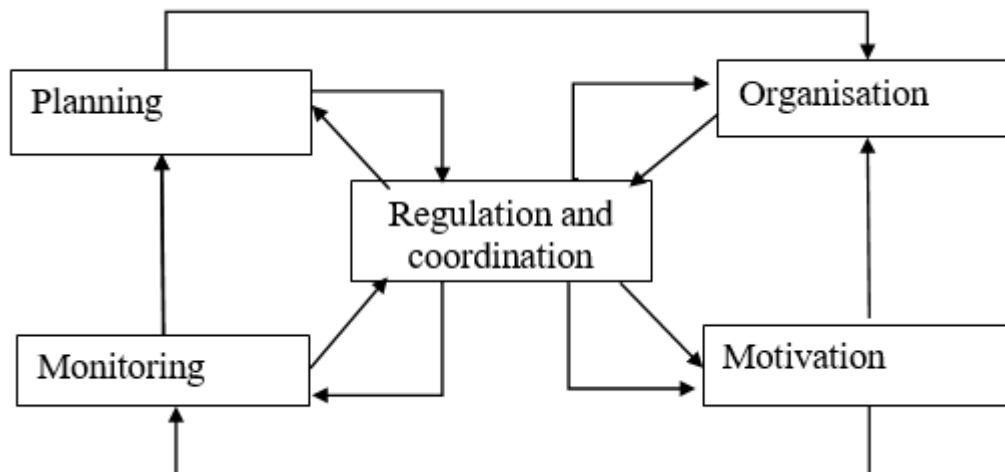 Planning
Organisation
Regulation and
coordination
Monitoring
Motivation